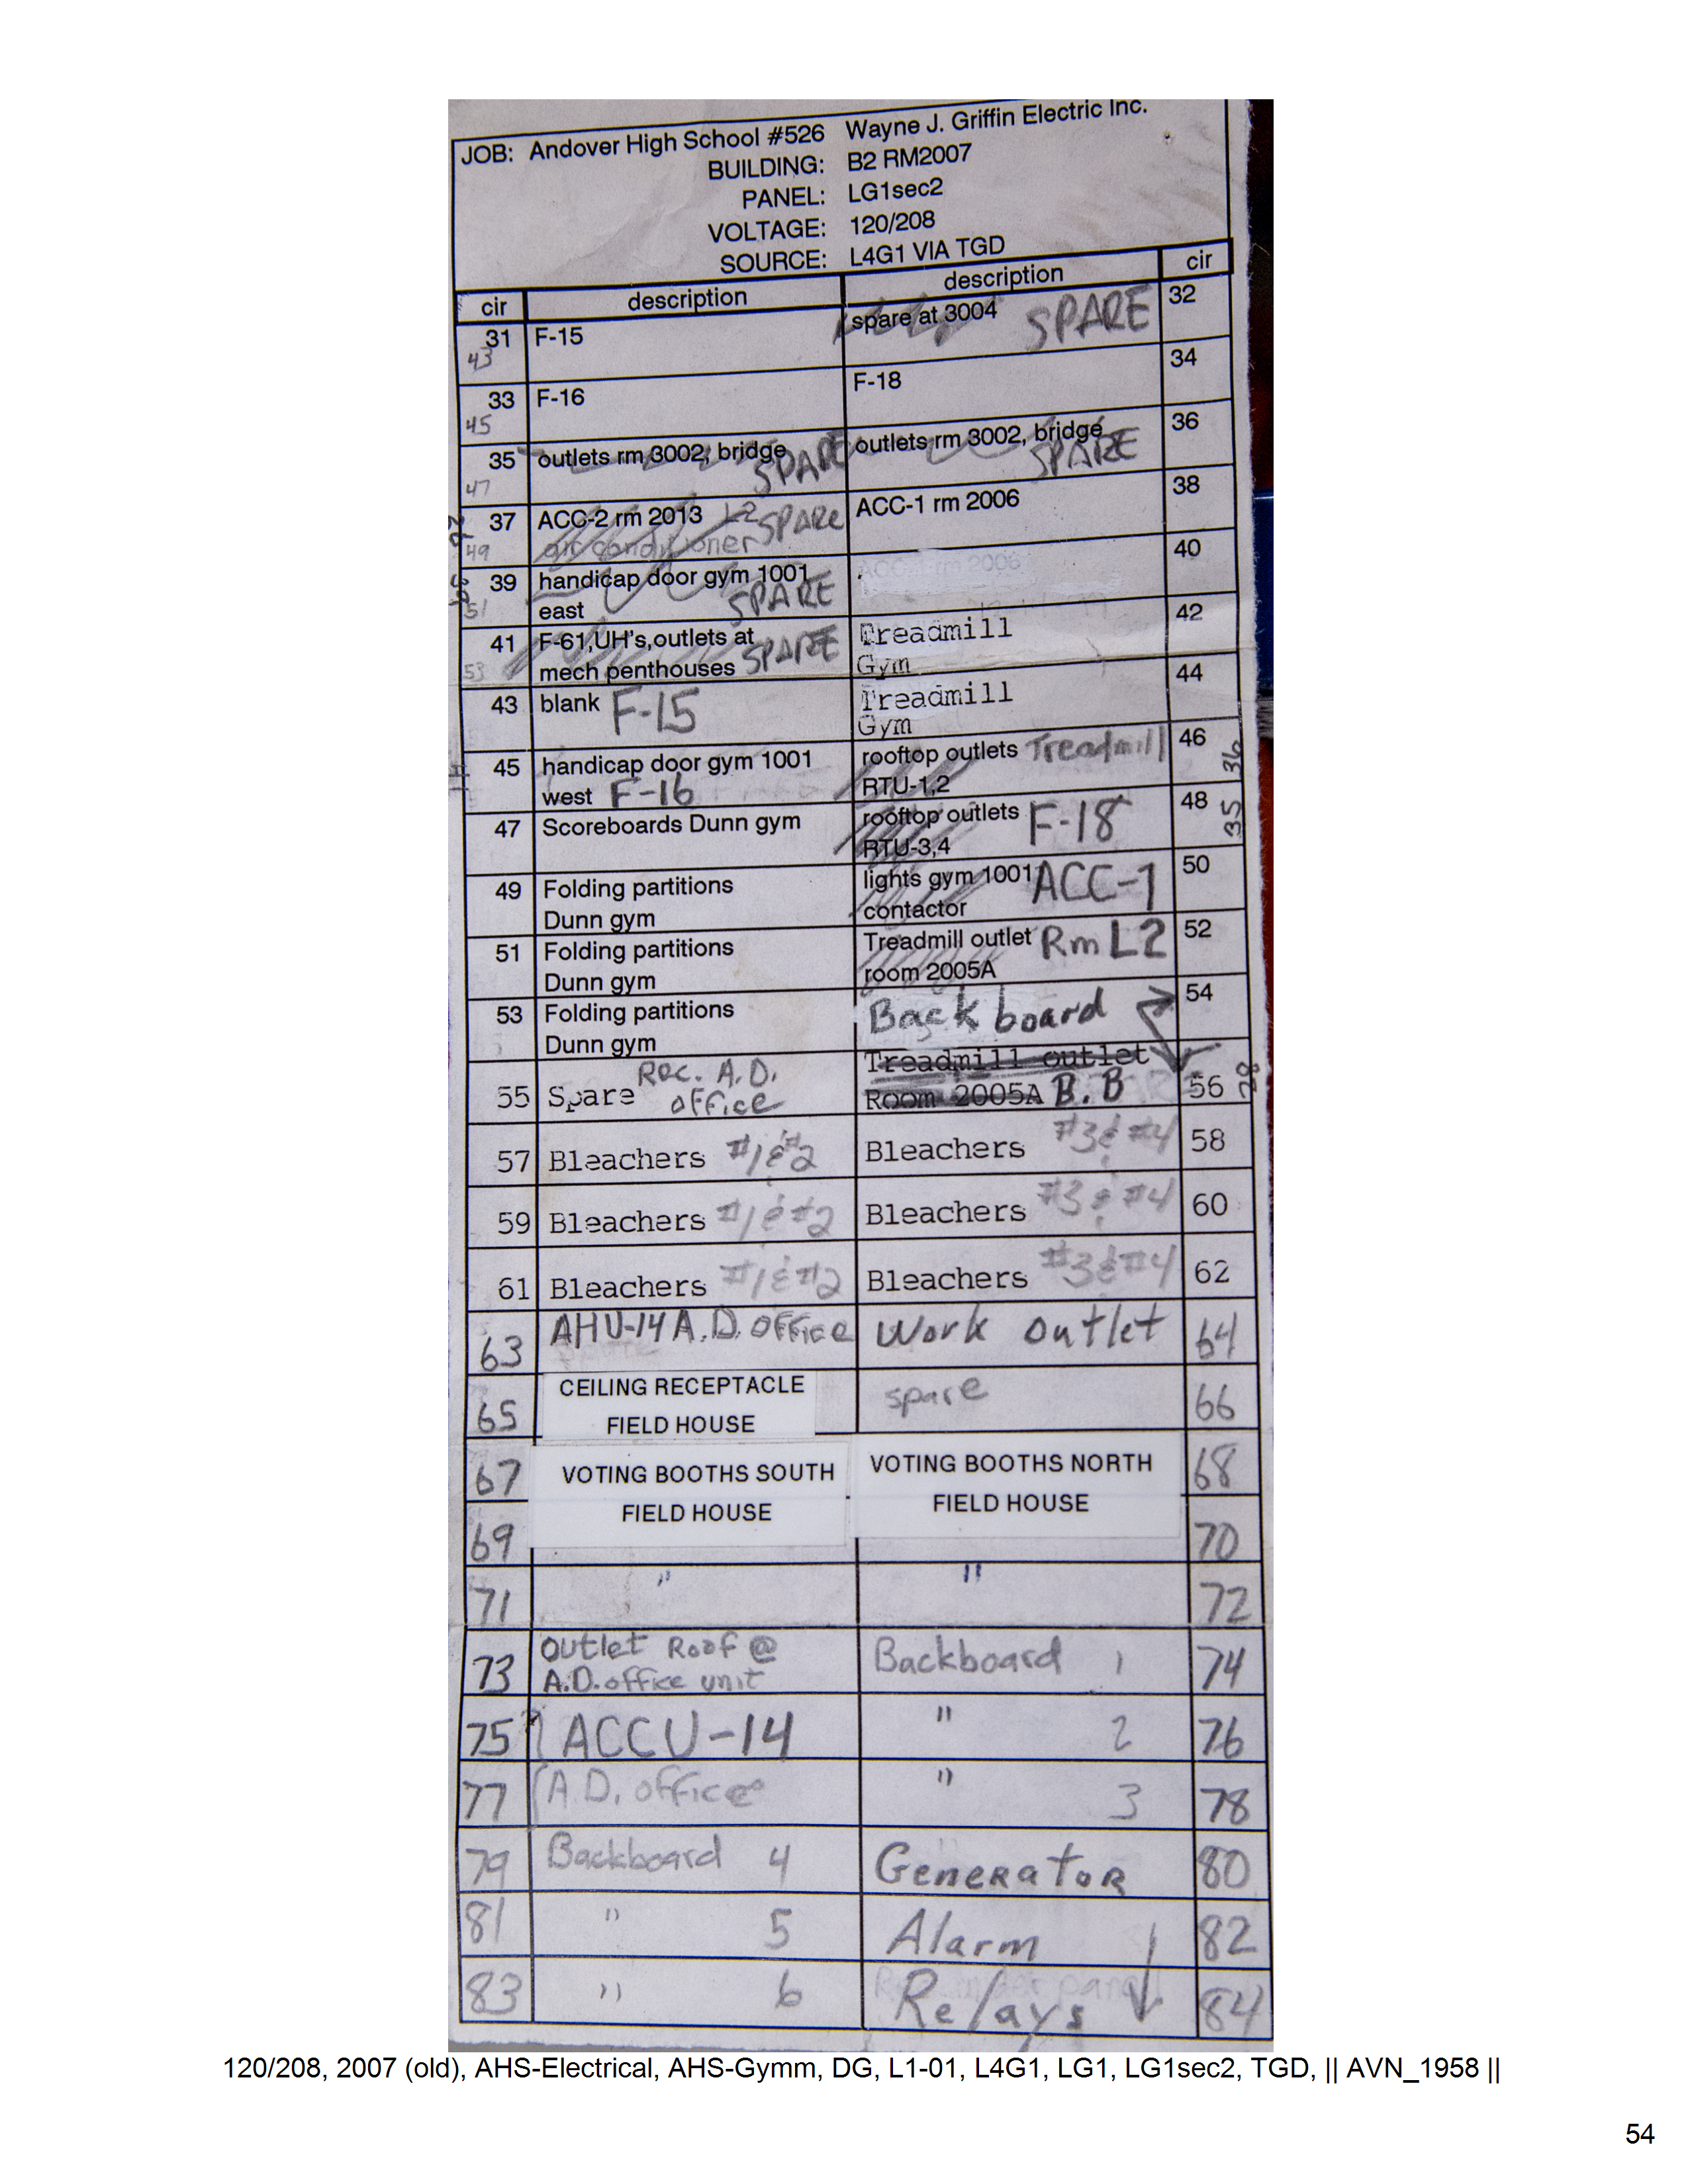 JOB: Andover High School #526 Wayne J. Griffin Electric Inc.
BUILDING: B2 RM2007
PANEL: LG1sec2
VOLTAGE: 120/208
SOURCE: L4G1 VIA TGD
cir description description cir
31 F-15 spare at 3004 SPARE 32
43
33 F-16 F-18 34
45
35 outlets rm 3002, bridge SPARE outlets rm 3002, bridge SPARE 36
47
37 ACC-2 rm 2013 L2 SPARe ACC-1 rm 2006 38
49 air conditioner
39 handicap door gym 1001 40
51 east SPARE
41 F-61,UH's,outlets at Treadmill 42
53 mech penthouses SPARE Gym
43 blank F-15 Treadmill 44
Gym
45 handicap door gym 1001 rooftop outlets Treadmill 46
west F-16 RTU-1,2 36
47 Scoreboards Dunn gym rooftop outlets F-18 48
RTU-3,4 35
49 Folding partitions lights gym 1001 ACC-1 50
Dunn gym contactor
51 Folding partitions Treadmill outlet Rm L2 52
Dunn gym room 2005A
53 Folding partitions Back board 54
Dunn gym
55 Spare Rec. A.D. office Treadmill outlet
Room 2005A B.B 56
57 Bleachers #1&#2 Bleachers #3&#4 58
59 Bleachers #1&#2 Bleachers #3&#4 60
61 Bleachers #1&#2 Bleachers #3&#4 62
63 AHU-14 A.D. office Work outlet 64
65 CEILING RECEPTACLE spare 66
FIELD HOUSE
67 VOTING BOOTHS SOUTH VOTING BOOTHS NORTH 68
FIELD HOUSE FIELD HOUSE
69 70
71 " " 72
73 Outlet Roof @ Backboard 1 74
A.D. office unit
75 ACCU-14 " 2 76
77 A.D. office " 3 78
79 Backboard 4 Generator 80
81 " 5 Alarm 82
83 " 6 Relays 84
120/208, 2007 (old), AHS-Electrical, AHS-Gymm, DG, L1-01, L4G1, LG1, LG1sec2, TGD, || AVN_1958 ||
54